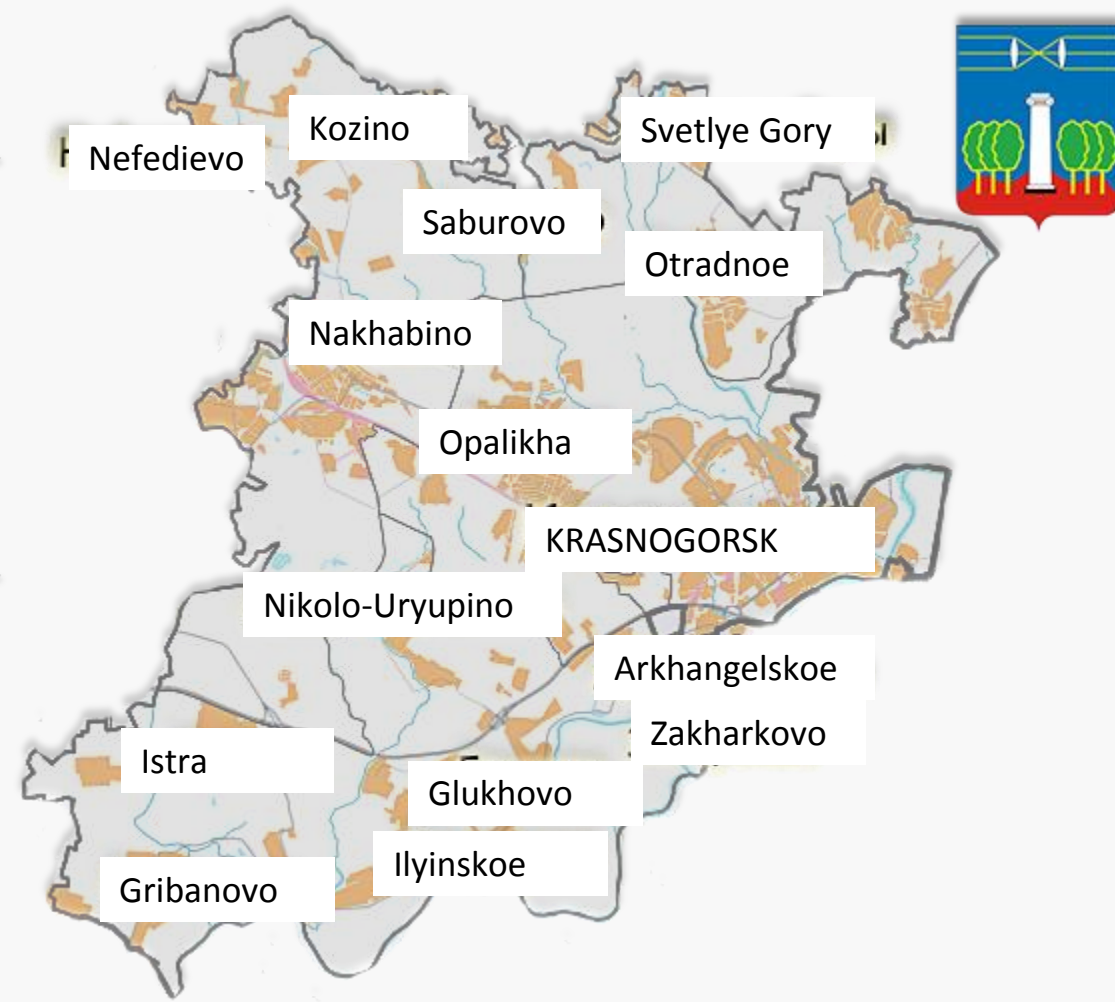 Kozino
Svetlye Gory
ы
Nefedievo
Saburovo
Otradnoe
Nakhabino
Opalikha
KRASNOGORSK
Nikolo-Uryupino
Arkhangelskoe
Zakharkovo
Istra
Glukhovo
Ilyinskoe
Gribanovo